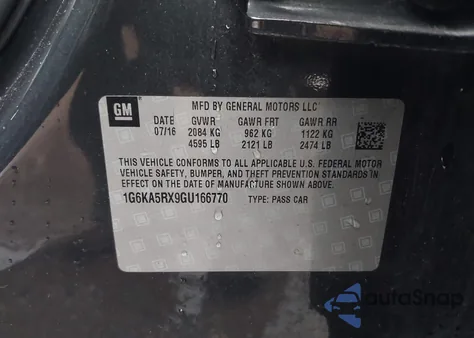 GM
MFD BY GENERAL MOTORS LLC
DATE GVWR GAWR FRT GAWR RR
07/16 2084 KG 962 KG 1122 KG
4595 LB 2121 LB 2474 LB
THIS VEHICLE CONFORMS TO ALL APPLICABLE U.S. FEDERAL MOTOR
VEHICLE SAFETY, BUMPER, AND THEFT PREVENTION STANDARDS IN
EFFECT ON THE DATE OF MANUFACTURE SHOWN ABOVE.
1G6KA5RX9GU166770 TYPE: PASS CAR
autoSnap